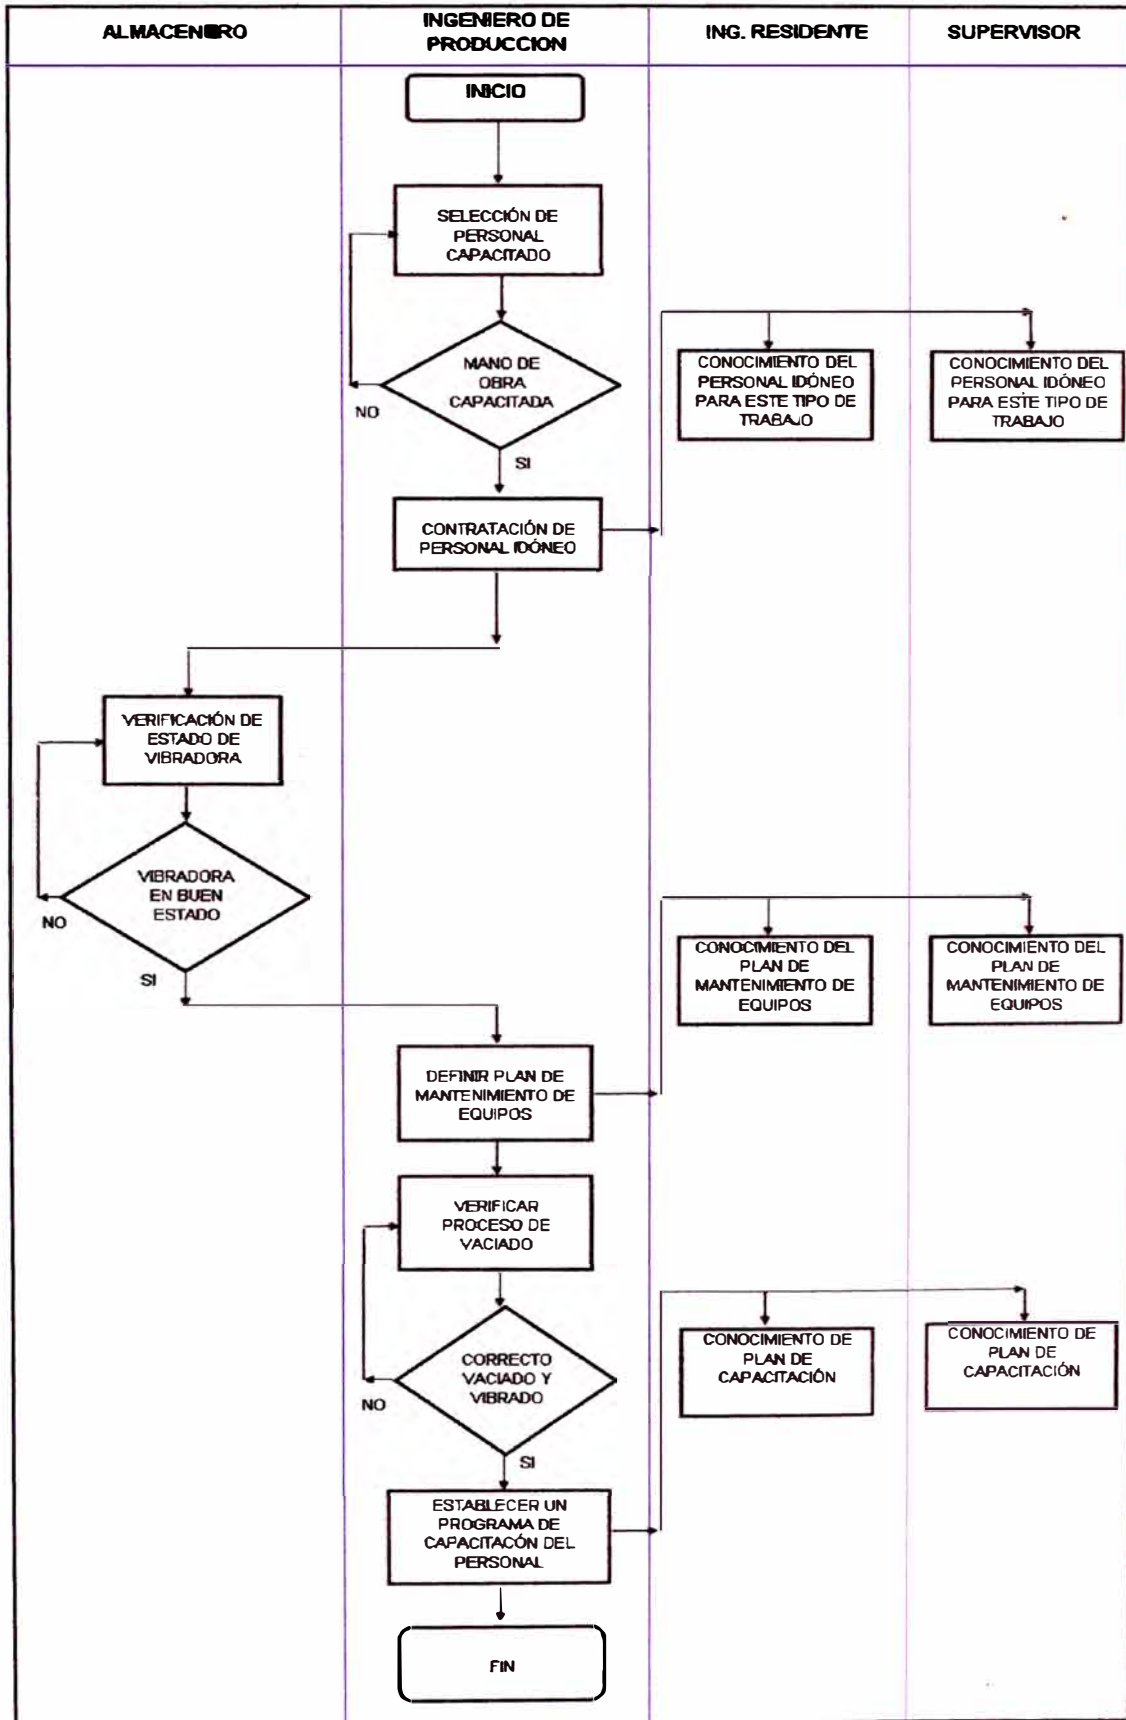 ALMACENERO
INGENIERO DE
PRODUCCION
ING. RESIDENTE
SUPERVISOR
INICIO
SELECCIÓN DE
PERSONAL
CAPACITADO
MANO DE
OBRA
CAPACITADA
NO
SI
CONOCIMIENTO DEL
PERSONAL IDÓNEO
PARA ESTE TIPO DE
TRABAJO
CONOCIMIENTO DEL
PERSONAL IDÓNEO
PARA ESTE TIPO DE
TRABAJO
CONTRATACIÓN DE
PERSONAL IDÓNEO
VERIFICACIÓN DE
ESTADO DE
VIBRADORA
VIBRADORA
EN BUEN
ESTADO
NO
SI
CONOCIMIENTO DEL
PLAN DE
MANTENIMIENTO DE
EQUIPOS
CONOCIMIENTO DEL
PLAN DE
MANTENIMIENTO DE
EQUIPOS
DEFINIR PLAN DE
MANTENIMIENTO DE
EQUIPOS
VERIFICAR
PROCESO DE
VACIADO
CORRECTO
VACIADO Y
VIBRADO
NO
SI
CONOCIMIENTO DE
PLAN DE
CAPACITACIÓN
CONOCIMIENTO DE
PLAN DE
CAPACITACIÓN
ESTABLECER UN
PROGRAMA DE
CAPACITACÓN DEL
PERSONAL
FIN